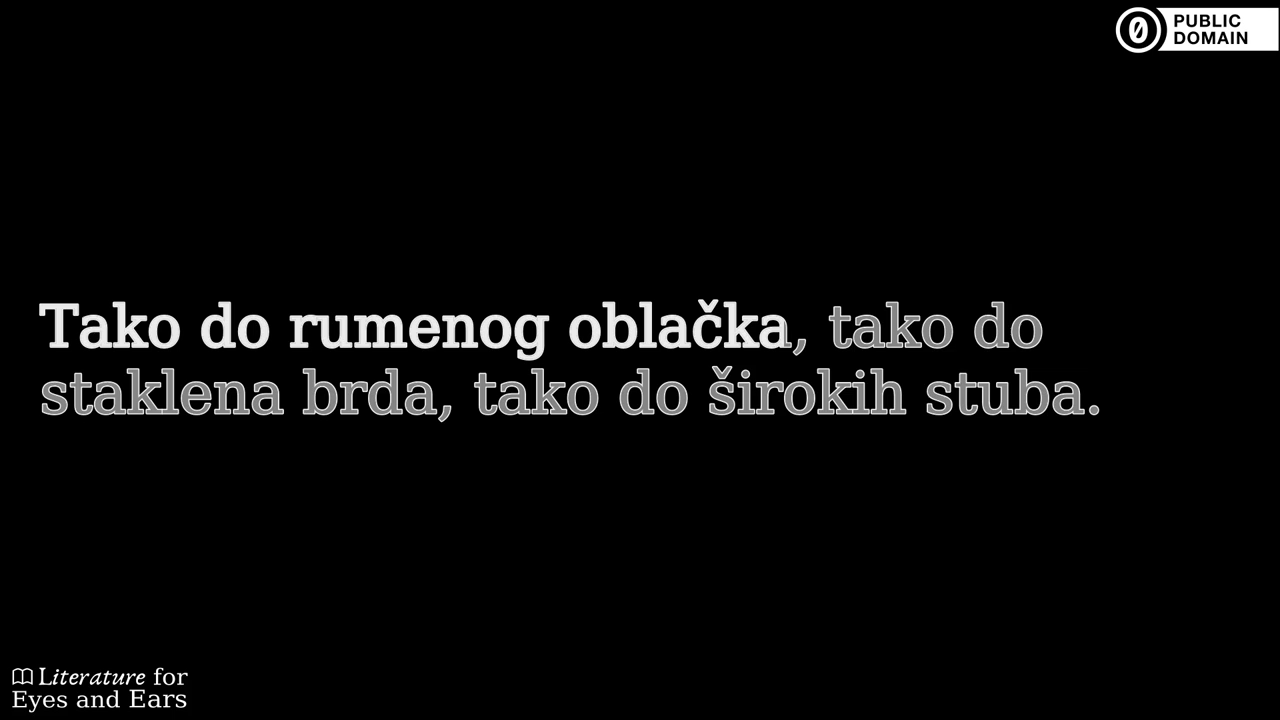 PUBLIC
DOMAIN
Tako do rumenog oblačka, tako do
staklena brda, tako do širokih stuba.
Literature for
Eyes and Ears